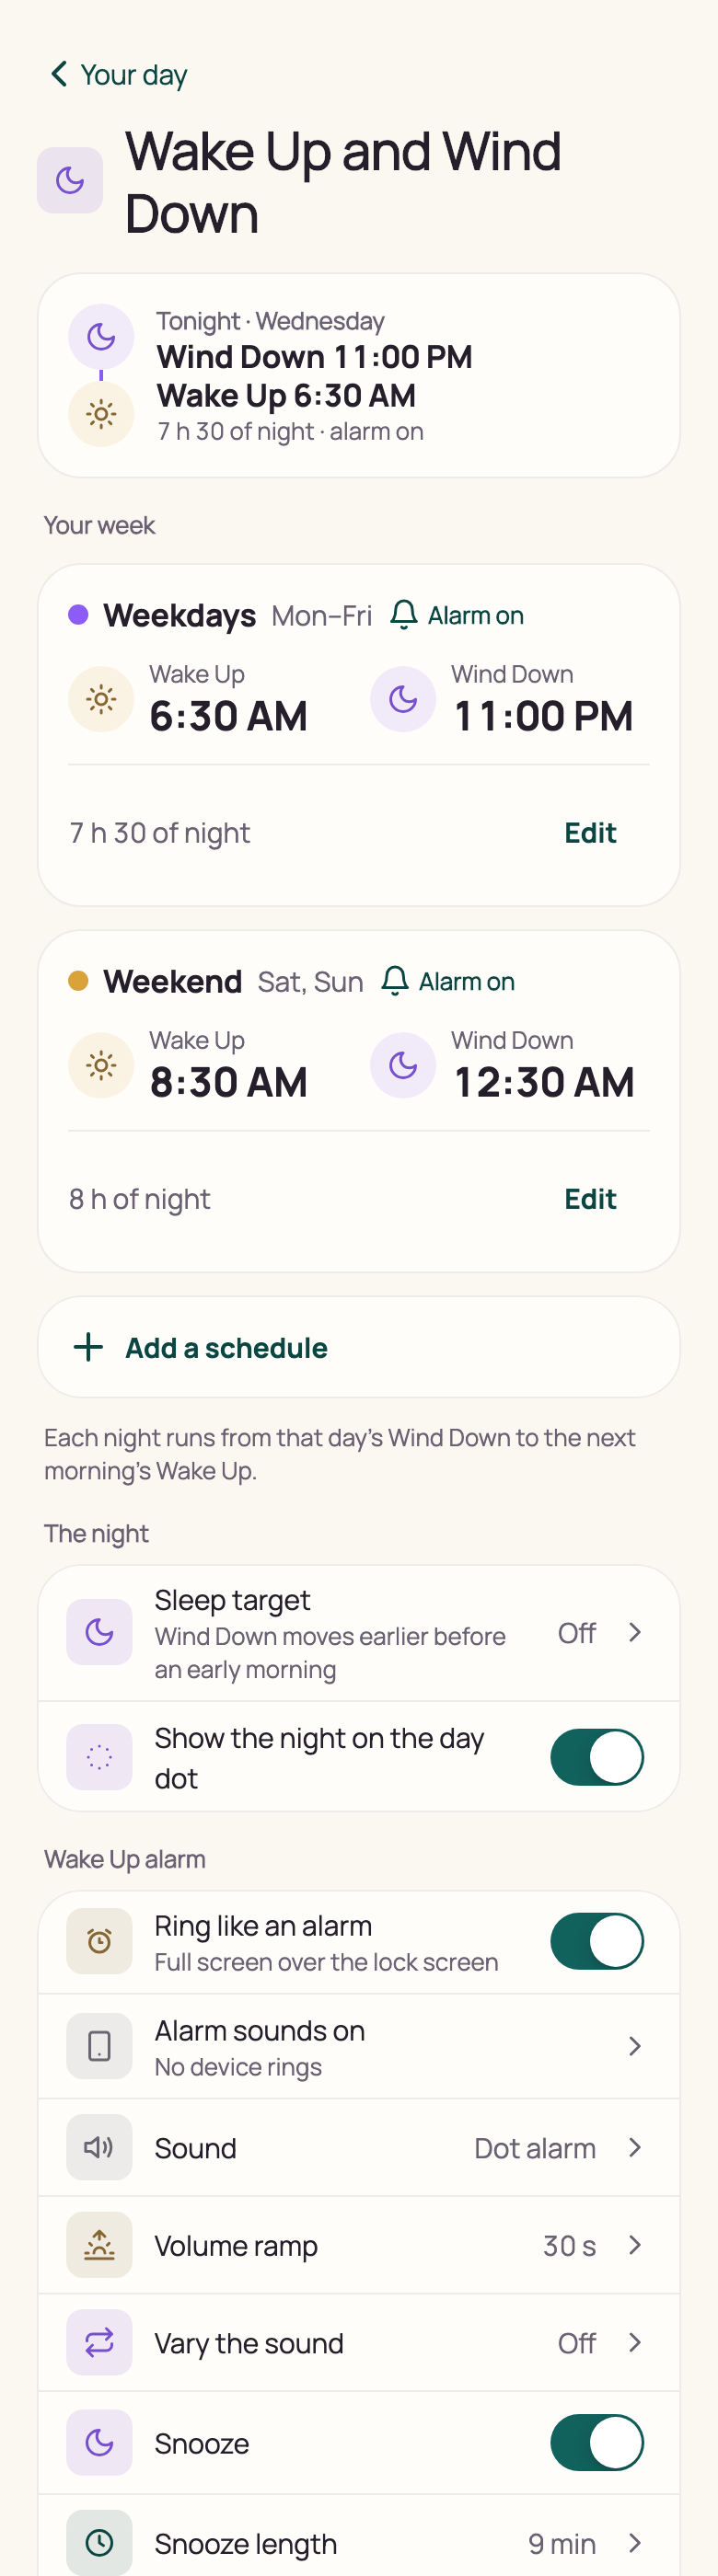 Your day
Wake Up and Wind
Down
Tonight · Wednesday
Wind Down 11:00 PM
Wake Up 6:30 AM
7 h 30 of night · alarm on
Your week
Weekdays Mon–Fri Alarm on
Wake Up Wind Down
6:30 AM 11:00 PM
7 h 30 of night Edit
Weekend Sat, Sun Alarm on
Wake Up Wind Down
8:30 AM 12:30 AM
8 h of night Edit
Add a schedule
Each night runs from that day's Wind Down to the next
morning's Wake Up.
The night
Sleep target
Wind Down moves earlier before
an early morning
Off
Show the night on the day
dot
Wake Up alarm
Ring like an alarm
Full screen over the lock screen
Alarm sounds on
No device rings
Sound Dot alarm
Volume ramp 30 s
Vary the sound Off
Snooze
Snooze length 9 min